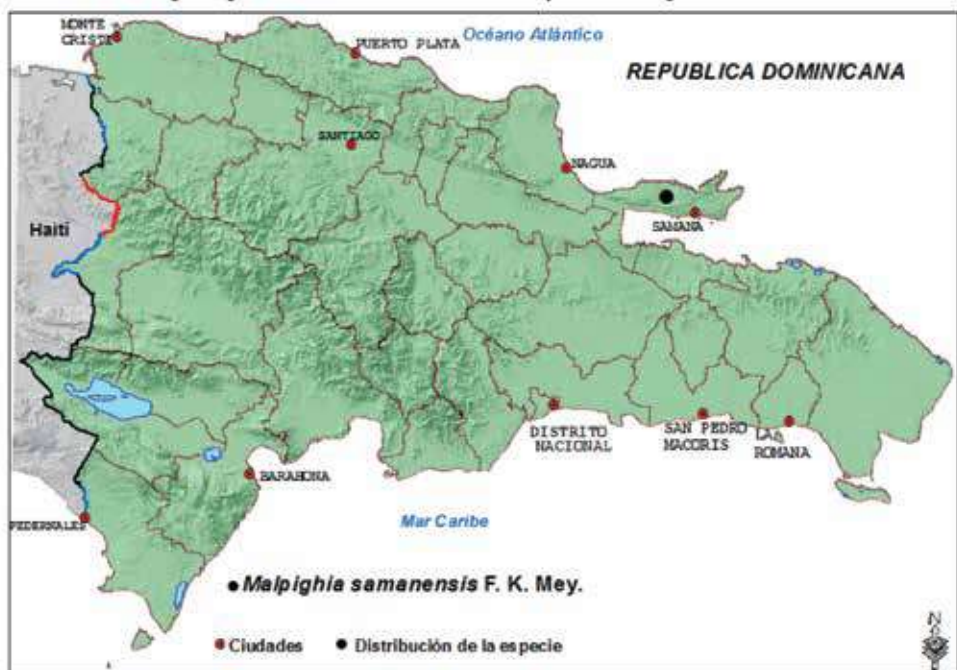 MONTE
CRISTI
PUERTO PLATA
Océano Atlántico
REPUBLICA DOMINICANA
SANTIAGO
NAGUA
SAMANA
Haití
DISTRITO
NACIONAL
SAN PEDRO
MACORIS
LA
ROMANA
BARAHONA
PEDERNALES
Mar Caribe
Malpighia samanensis F. K. Mey.
Ciudades
Distribución de la especie
N